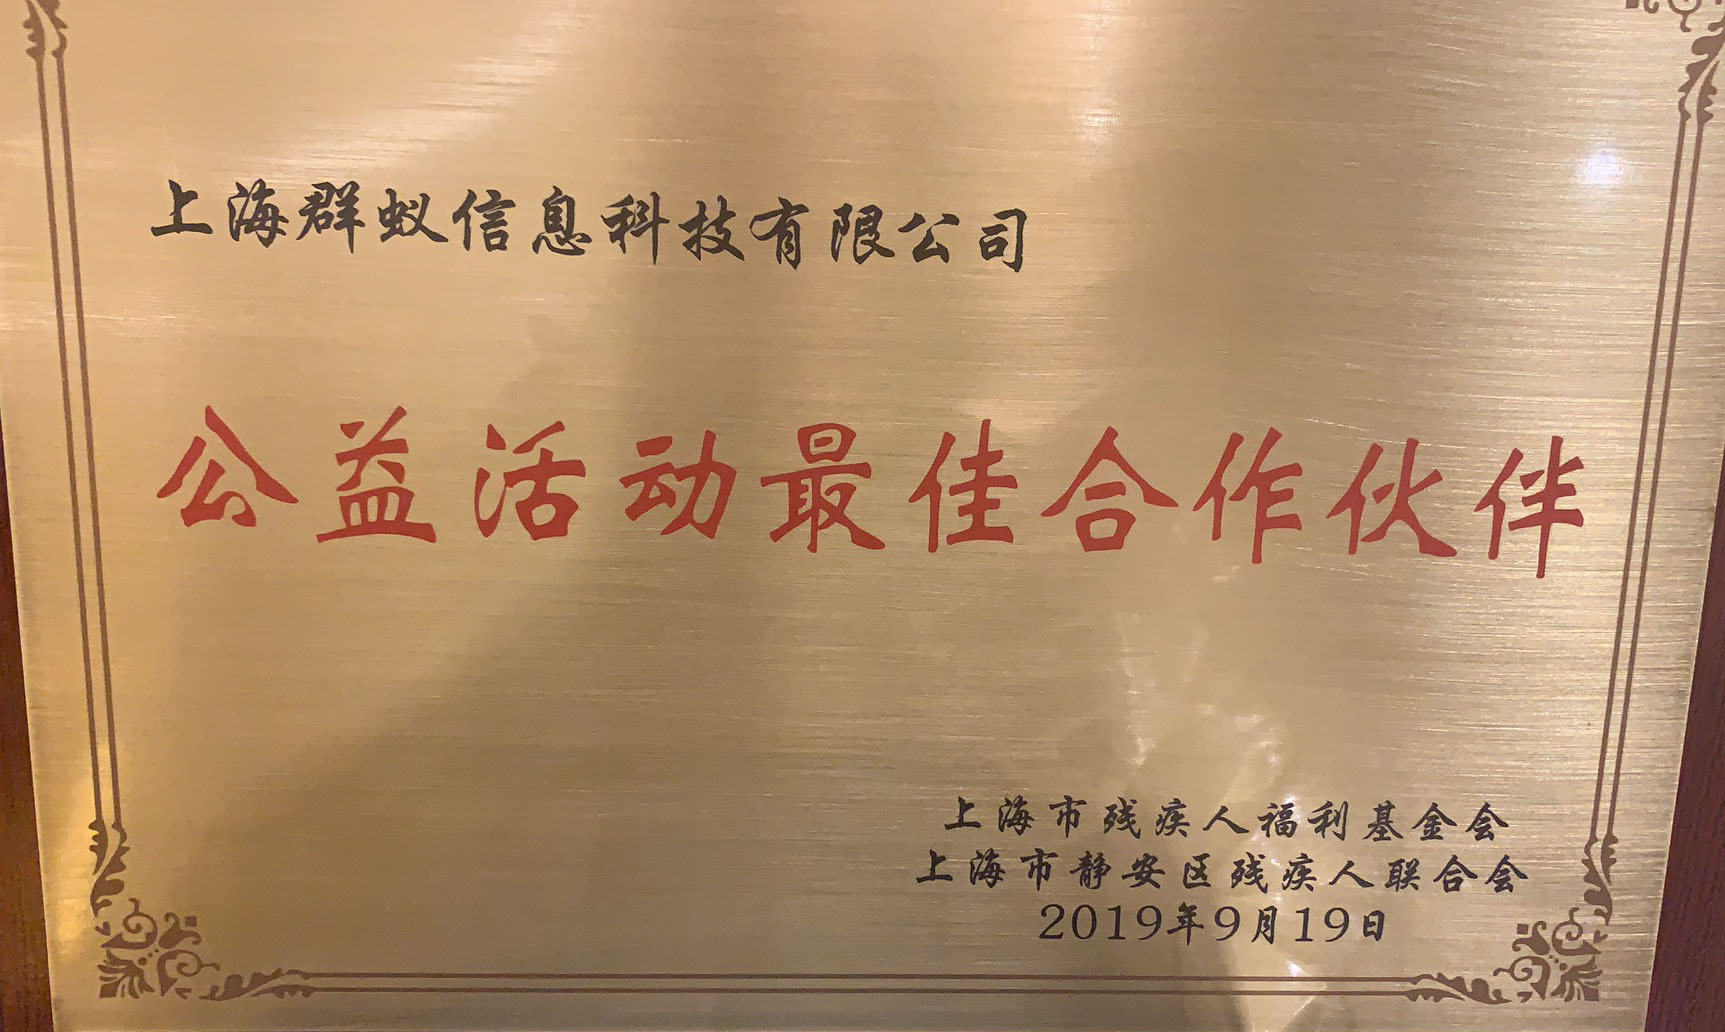 上海群蚁信息科技有限公司
公益活动最佳合作伙伴
上海市残疾人福利基金会
上海市静安区残疾人联合会
2019年9月19日